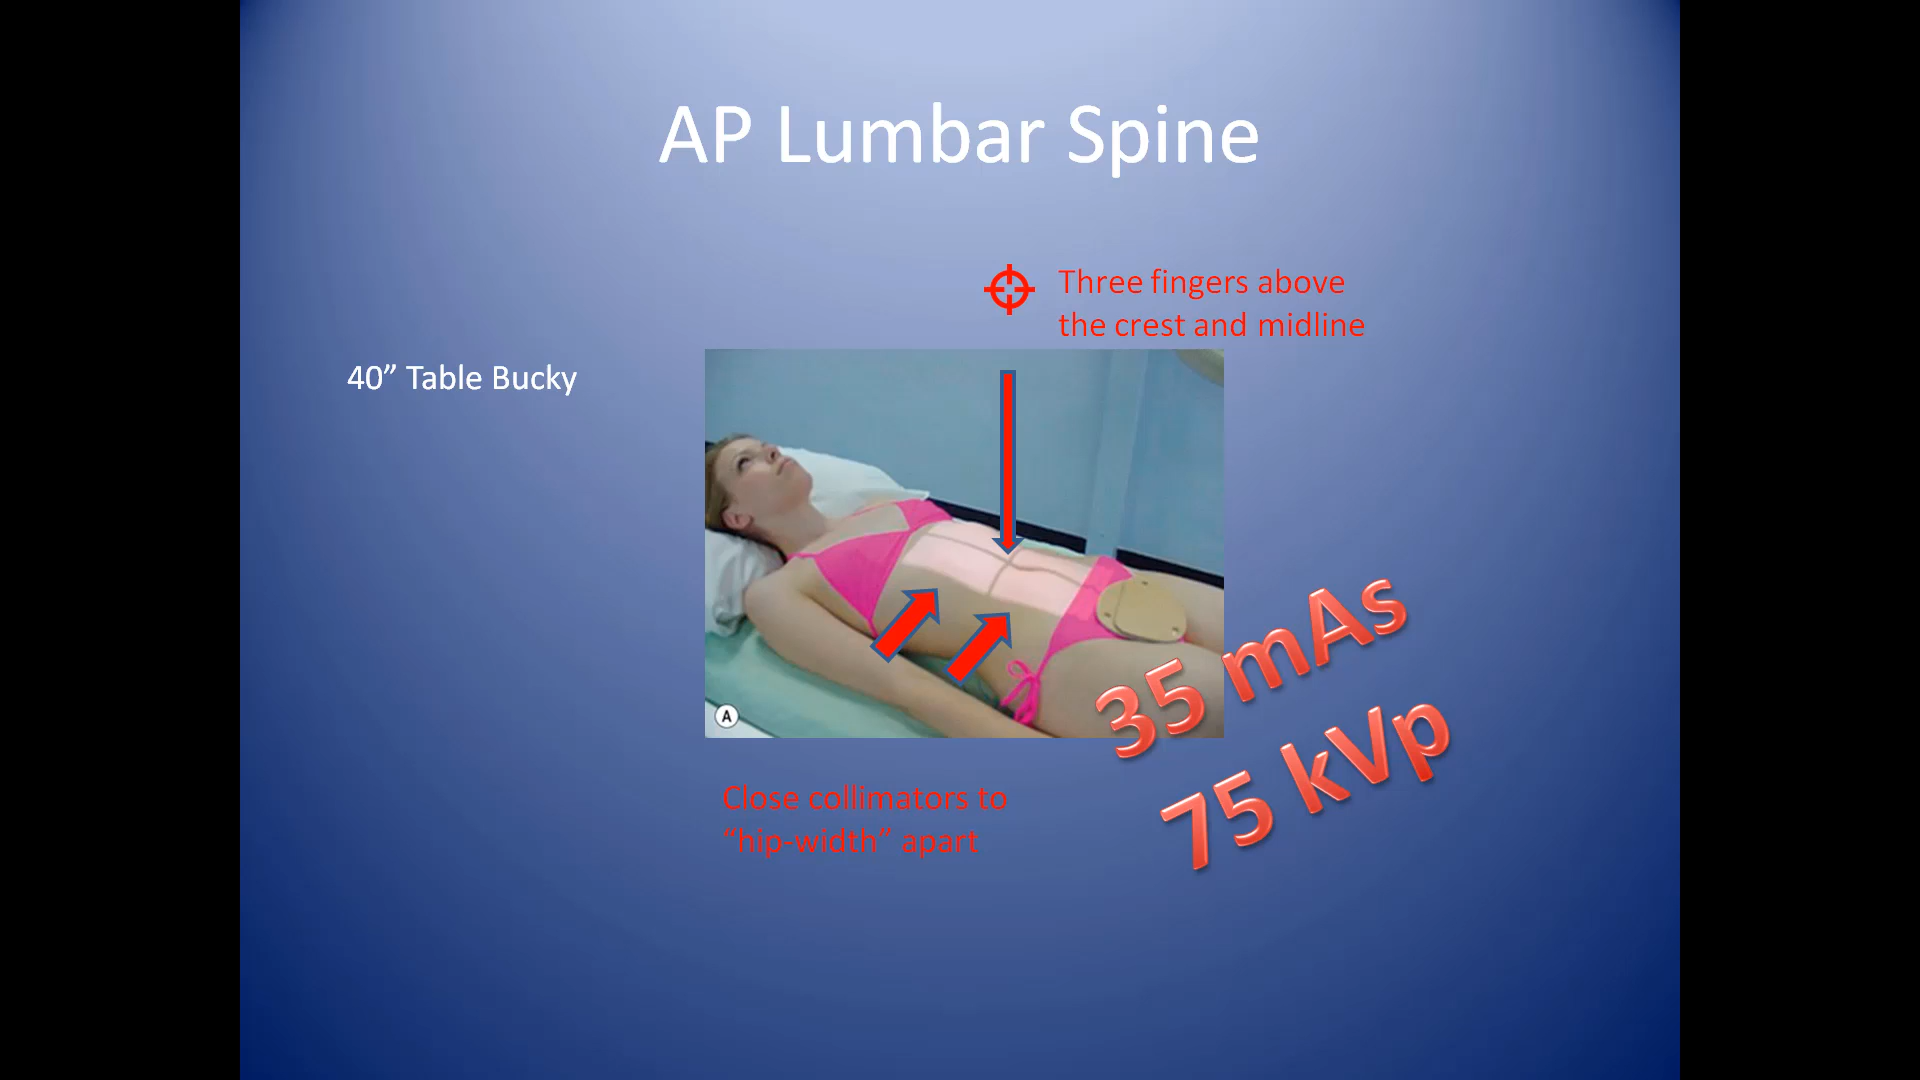 AP Lumbar Spine
Three fingers above
the crest and midline
40” Table Bucky
A
35 mAs
75 kVp
Close collimators to
“hip-width” apart